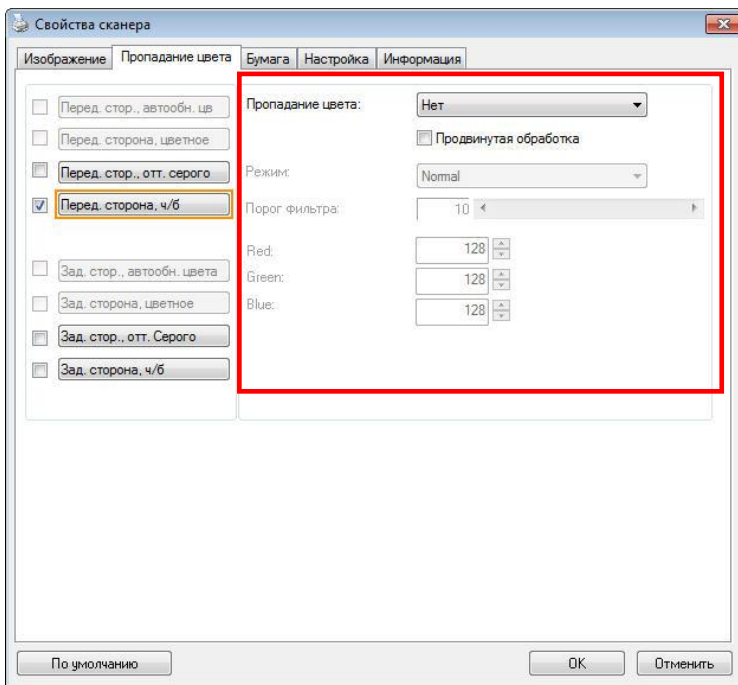 Свойства сканера
Изображение Пропадание цвета Бумага Настройка Информация
Перед. стор., автообн. цв
Перед. сторона, цветное
Перед. стор., отт. серого
Перед. сторона, ч/б
Зад. стор., автообн. цвета
Зад. сторона, цветное
Зад. стор., отт. Серого
Зад. сторона, ч/б
Пропадание цвета: Нет
Продвинутая обработка
Режим: Normal
Порог фильтра: 10
Red: 128
Green: 128
Blue: 128
По умолчанию OK Отменить